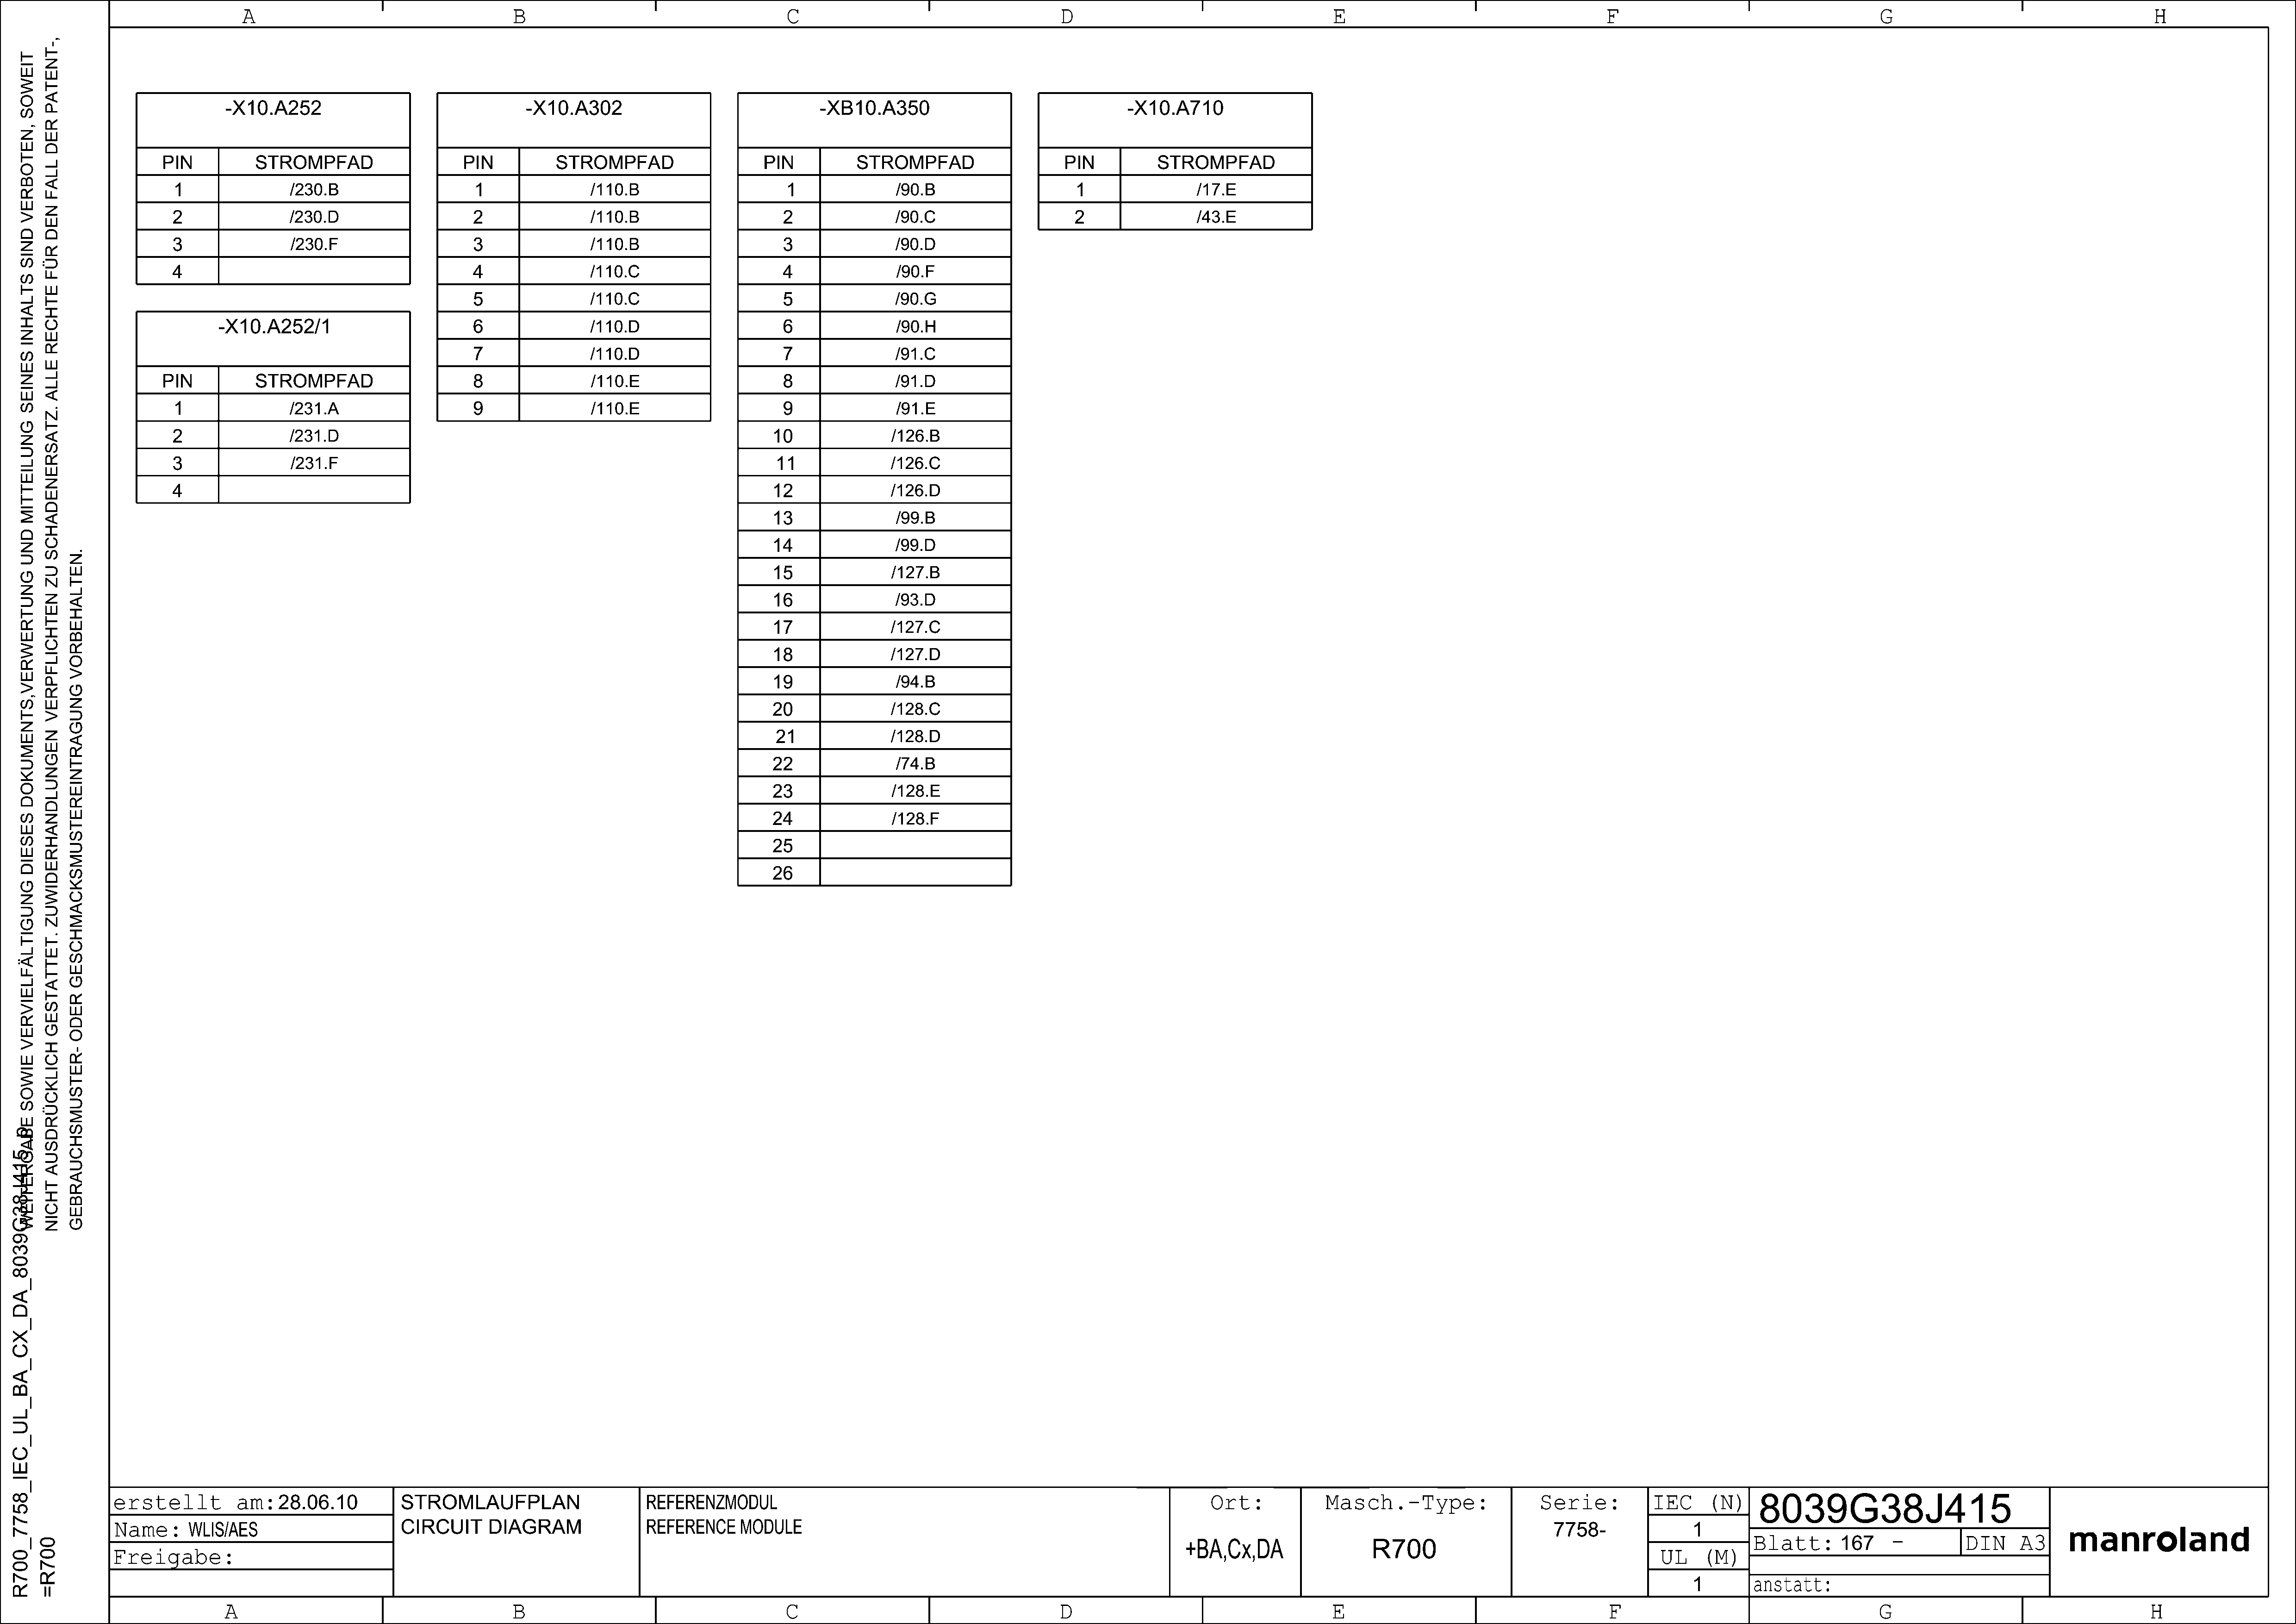 A B C D E F G H
-X10.A252
PIN STROMPFAD
1 /230.B
2 /230.D
3 /230.F
4
-X10.A252/1
PIN STROMPFAD
1 /231.A
2 /231.D
3 /231.F
4
-X10.A302
PIN STROMPFAD
1 /110.B
2 /110.B
3 /110.B
4 /110.C
5 /110.C
6 /110.D
7 /110.D
8 /110.E
9 /110.E
-XB10.A350
PIN STROMPFAD
1 /90.B
2 /90.C
3 /90.D
4 /90.F
5 /90.G
6 /90.H
7 /91.C
8 /91.D
9 /91.E
10 /126.B
11 /126.C
12 /126.D
13 /99.B
14 /99.D
15 /127.B
16 /93.D
17 /127.C
18 /127.D
19 /94.B
20 /128.C
21 /128.D
22 /74.B
23 /128.E
24 /128.F
25
26
-X10.A710
PIN STROMPFAD
1 /17.E
2 /43.E
WEITERGABE SOWIE VERVIELFÄLTIGUNG DIESES DOKUMENTS,VERWERTUNG UND MITTEILUNG SEINES INHALTS SIND VERBOTEN, SOWEIT
NICHT AUSDRÜCKLICH GESTATTET. ZUWIDERHANDLUNGEN VERPFLICHTEN ZU SCHADENERSATZ. ALLE RECHTE FÜR DEN FALL DER PATENT-,
GEBRAUCHSMUSTER- ODER GESCHMACKSMUSTEREINTRAGUNG VORBEHALTEN.
R700_7758_IEC_UL_BA_CX_DA_8039G38J415_p
=R700
erstellt am: 28.06.10
Name: WLIS/AES
Freigabe:
STROMLAUFPLAN
CIRCUIT DIAGRAM
REFERENZMODUL
REFERENCE MODULE
Ort:
+BA,Cx,DA
Masch.-Type:
R700
Serie:
7758-
IEC (N)
1
UL (M)
1
8039G38J415
Blatt: 167 - DIN A3
anstatt:
manroland
A B C D E F G H